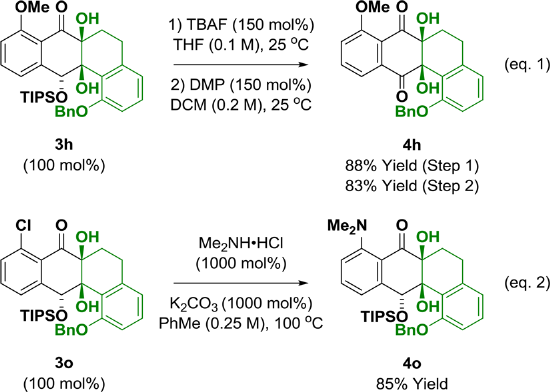 OMe
O
OH
OH
TIPSO
BnO
3h
(100 mol%)
1) TBAF (150 mol%)
THF (0.1 M), 25 °C
2) DMP (150 mol%)
DCM (0.2 M), 25 °C
OMe
O
OH
OH
O
BnO
4h
88% Yield (Step 1)
83% Yield (Step 2)
(eq. 1)
Cl
O
OH
OH
TIPSO
BnO
3o
(100 mol%)
Me2NH•HCl
(1000 mol%)
K2CO3 (1000 mol%)
PhMe (0.25 M), 100 °C
Me2N
O
OH
OH
TIPSO
BnO
4o
85% Yield
(eq. 2)